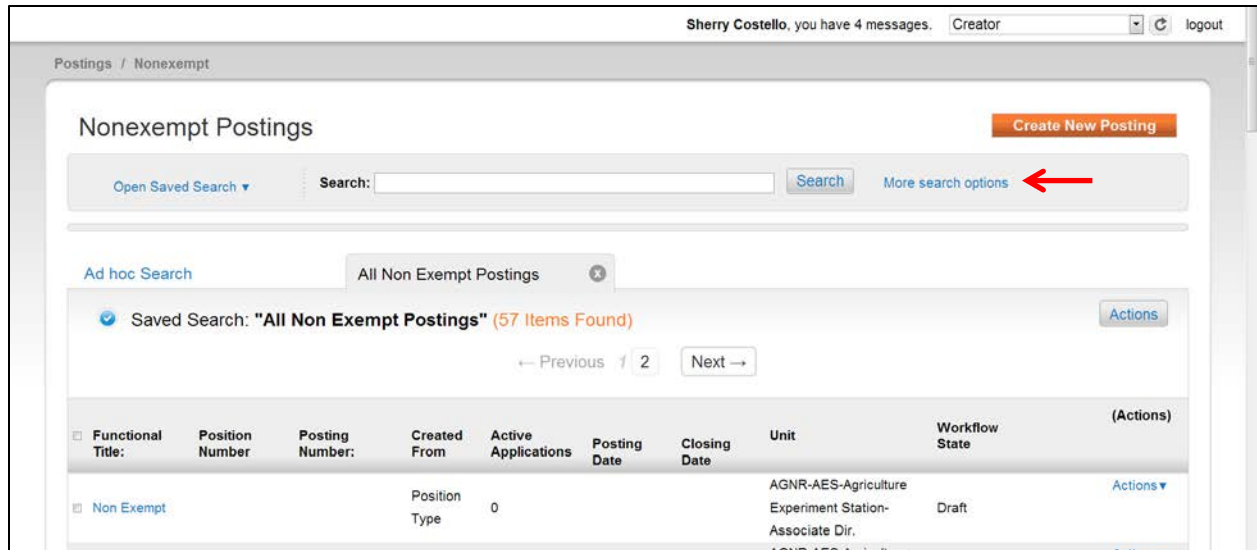 Sherry Costello, you have 4 messages. Creator logout
Postings / Nonexempt
Nonexempt Postings
Create New Posting
Open Saved Search ▼ Search: Search More search options
Ad hoc Search All Non Exempt Postings
Saved Search: "All Non Exempt Postings" (57 Items Found) Actions
← Previous 1 2 Next →
Functional Title: Position Number Posting Number: Created From Active Applications Posting Date Closing Date Unit Workflow State (Actions)
Non Exempt Position Type 0 AGNR-AES-Agriculture Experiment Station-Associate Dir. Draft Actions ▼